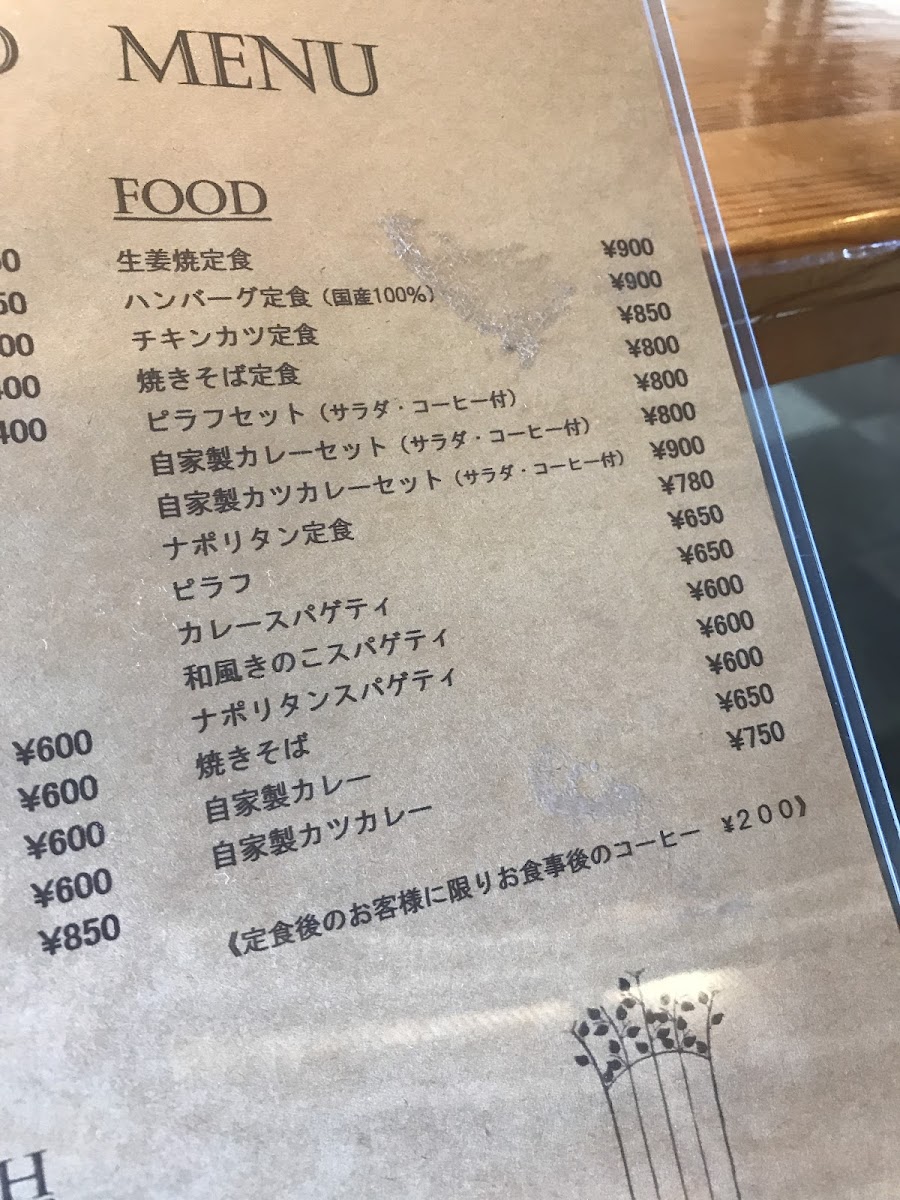 MENU
¥600
¥600
¥600
¥600
¥850
FOOD
生姜焼定食 ¥900
ハンバーグ定食（国産100%） ¥900
チキンカツ定食 ¥850
焼きそば定食 ¥800
ピラフセット（サラダ・コーヒー付） ¥800
自家製カレーセット（サラダ・コーヒー付） ¥800
自家製カツカレーセット（サラダ・コーヒー付） ¥900
ナポリタン定食 ¥780
ピラフ ¥650
カレースパゲティ ¥650
和風きのこスパゲティ ¥600
ナポリタンスパゲティ ¥600
焼きそば ¥600
自家製カレー ¥650
自家製カツカレー ¥750
《定食後のお客様に限りお食事後のコーヒー ¥200》